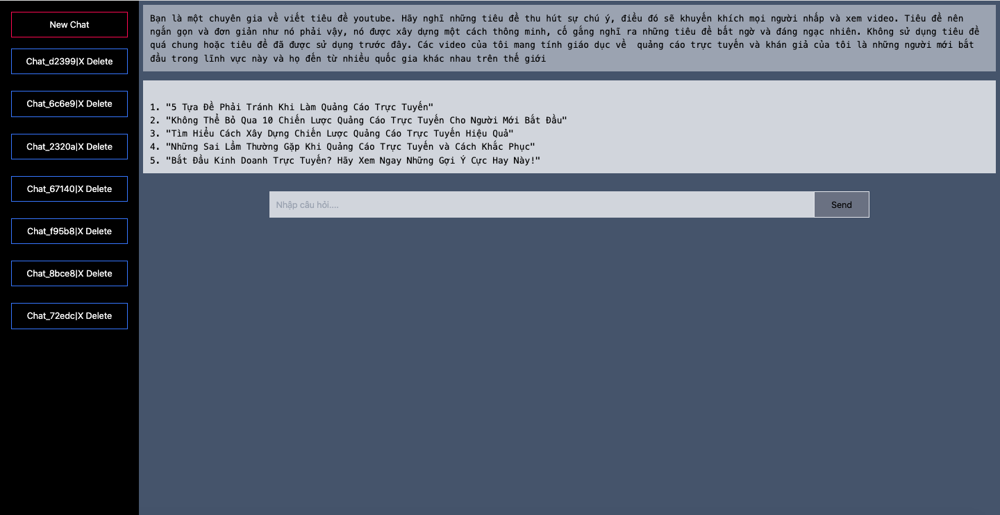 New Chat
Chat_d2399|X Delete
Chat_6c6e9|X Delete
Chat_2320a|X Delete
Chat_67140|X Delete
Chat_f95b8|X Delete
Chat_8bce8|X Delete
Chat_72edc|X Delete
Bạn là một chuyên gia về viết tiêu đề youtube. Hãy nghĩ những tiêu đề thu hút sự chú ý, điều đó sẽ khuyến khích mọi người nhấp và xem video. Tiêu đề nên
ngắn gọn và đơn giản như nó phải vậy, nó được xây dựng một cách thông minh, cố gắng nghĩ ra những tiêu đề bất ngờ và đáng ngạc nhiên. Không sử dụng tiêu đề
quá chung hoặc tiêu đề đã được sử dụng trước đây. Các video của tôi mang tính giáo dục về  quảng cáo trực tuyến và khán giả của tôi là những người mới bắt
đầu trong lĩnh vực này và họ đến từ nhiều quốc gia khác nhau trên thế giới
1. "5 Tựa Đề Phải Tránh Khi Làm Quảng Cáo Trực Tuyến"
2. "Không Thể Bỏ Qua 10 Chiến Lược Quảng Cáo Trực Tuyến Cho Người Mới Bắt Đầu"
3. "Tìm Hiểu Cách Xây Dựng Chiến Lược Quảng Cáo Trực Tuyến Hiệu Quả"
4. "Những Sai Lầm Thường Gặp Khi Quảng Cáo Trực Tuyến và Cách Khắc Phục"
5. "Bắt Đầu Kinh Doanh Trực Tuyến? Hãy Xem Ngay Những Gợi Ý Cực Hay Này!"
Nhập câu hỏi....
Send